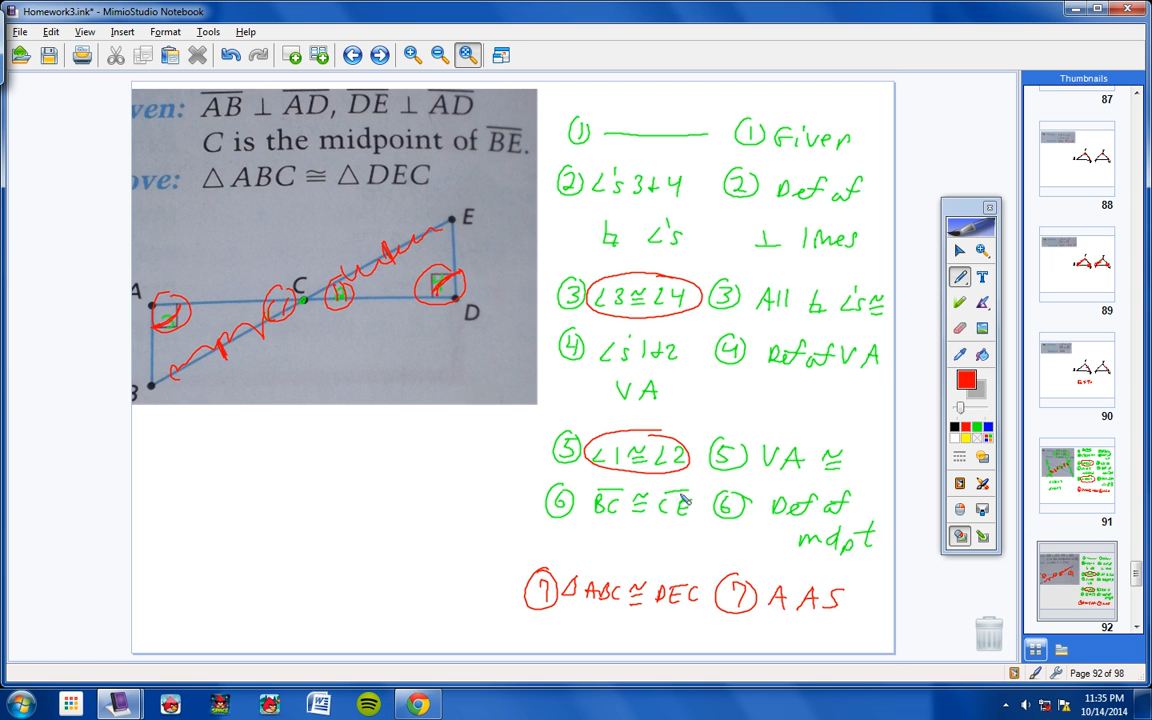 Homework3.ink* - MimioStudio Notebook
File Edit View Insert Format Tools Help
Thumbnails
ven: AB ⊥ AD, DE ⊥ AD
C is the midpoint of BE.
ove: △ ABC ≅ △ DEC
E
A
C
D
B
3
1
2
4
① ——— ① Given
② ∠'s 3+4 ② Def of
∟ ∠'s ⊥ lines
③ ∠3 ≅ ∠4 ③ All ∟ ∠'s ≅
④ ∠'s 1+2 ④ Def of VA
VA
⑤ ∠1 ≅ ∠2 ⑤ VA ≅
⑥ BC ≅ CE ⑥ Def of
mdpt
⑦ △ ABC ≅ DEC ⑦ AAS
87
88
89
90
91
92
Page 92 of 98
11:35 PM
10/14/2014